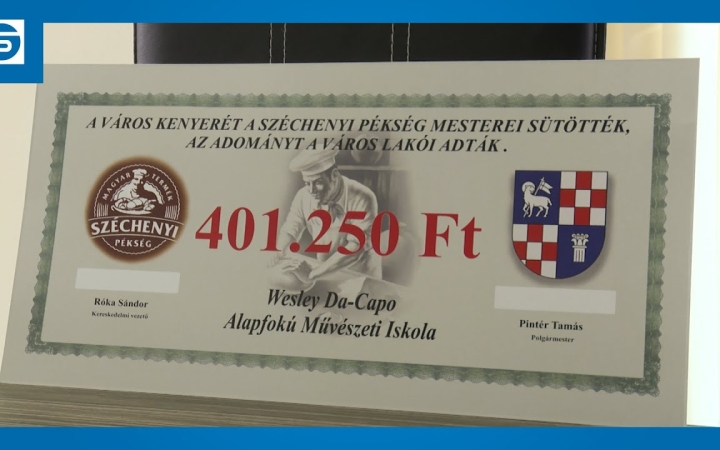 A VÁROS KENYERÉT A SZÉCHENYI PÉKSÉG MESTEREI SÜTÖTTÉK,
AZ ADOMÁNYT A VÁROS LAKÓI ADTÁK .
MAGYAR TERMÉK
SZÉCHENYI
PÉKSÉG
401.250 Ft
Wesley Da-Capo
Alapfokú Művészeti Iskola
Róka Sándor
Kereskedelmi vezető
Pintér Tamás
Polgármester